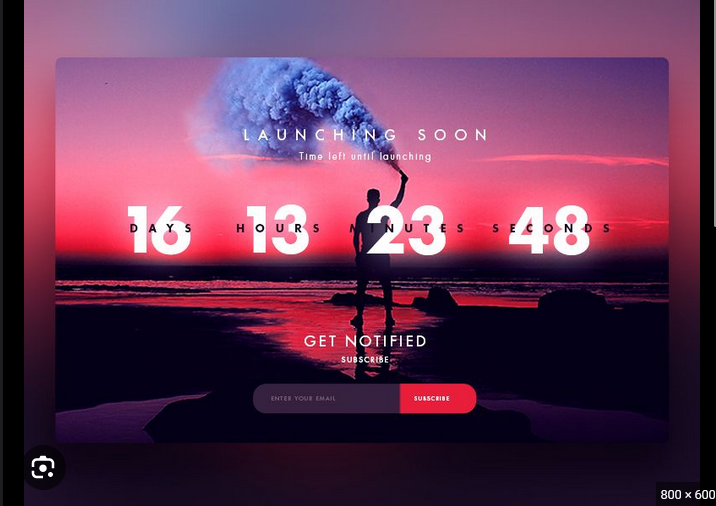 LAUNCHING SOON
Time left until launching
16 13 23 48
DAYS HOURS MINUTES SECONDS
GET NOTIFIED
SUBSCRIBE
ENTER YOUR EMAIL SUBSCRIBE
800 × 600